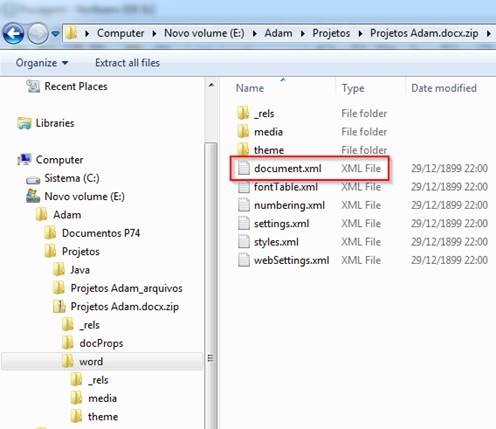 Computer Novo volume (E:) Adam Projetos Projetos Adam.docx.zip
Organize Extract all files
Recent Places
Libraries
Computer
Sistema (C:)
Novo volume (E:)
Adam
Documentos P74
Projetos
Java
Projetos Adam_arquivos
Projetos Adam.docx.zip
_rels
docProps
word
_rels
media
theme
Name Type Date modified
_rels File folder
media File folder
theme File folder
document.xml XML File 29/12/1899 22:00
fontTable.xml XML File 29/12/1899 22:00
numbering.xml XML File 29/12/1899 22:00
settings.xml XML File 29/12/1899 22:00
styles.xml XML File 29/12/1899 22:00
webSettings.xml XML File 29/12/1899 22:00